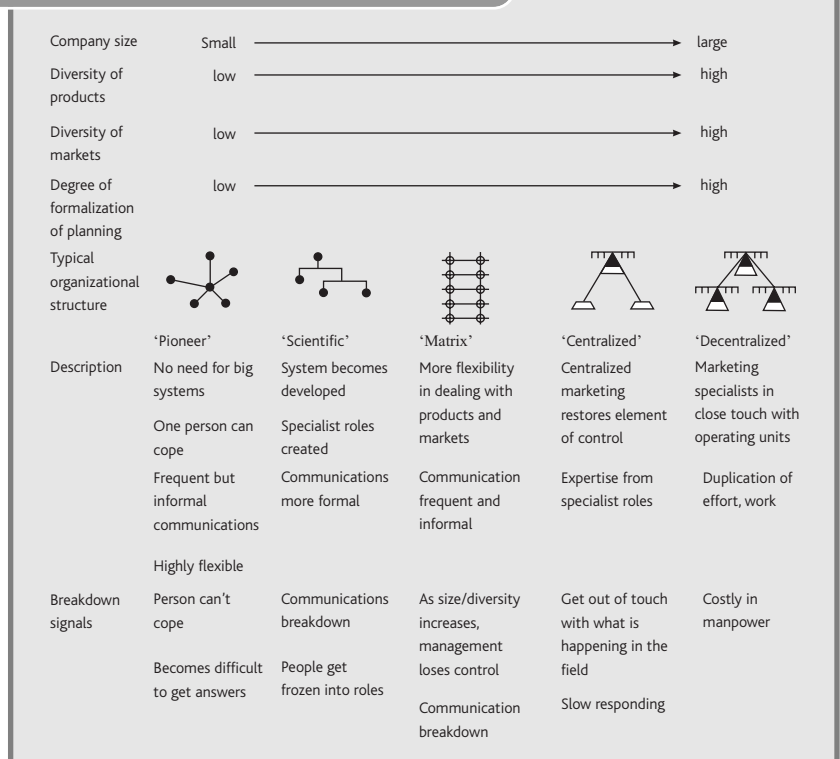 Company size Small large
Diversity of low high
products
Diversity of low high
markets
Degree of low high
formalization
of planning
Typical
organizational
structure
‘Pioneer’ ‘Scientific’ ‘Matrix’ ‘Centralized’ ‘Decentralized’
Description
No need for big
systems
One person can
cope
Frequent but
informal
communications
Highly flexible
System becomes
developed
Specialist roles
created
Communications
more formal
More flexibility
in dealing with
products and
markets
Communication
frequent and
informal
Centralized
marketing
restores element
of control
Expertise from
specialist roles
Marketing
specialists in
close touch with
operating units
Duplication of
effort, work
Breakdown
signals
Person can’t
cope
Becomes difficult
to get answers
Communications
breakdown
People get
frozen into roles
As size/diversity
increases,
management
loses control
Communication
breakdown
Get out of touch
with what is
happening in the
field
Slow responding
Costly in
manpower